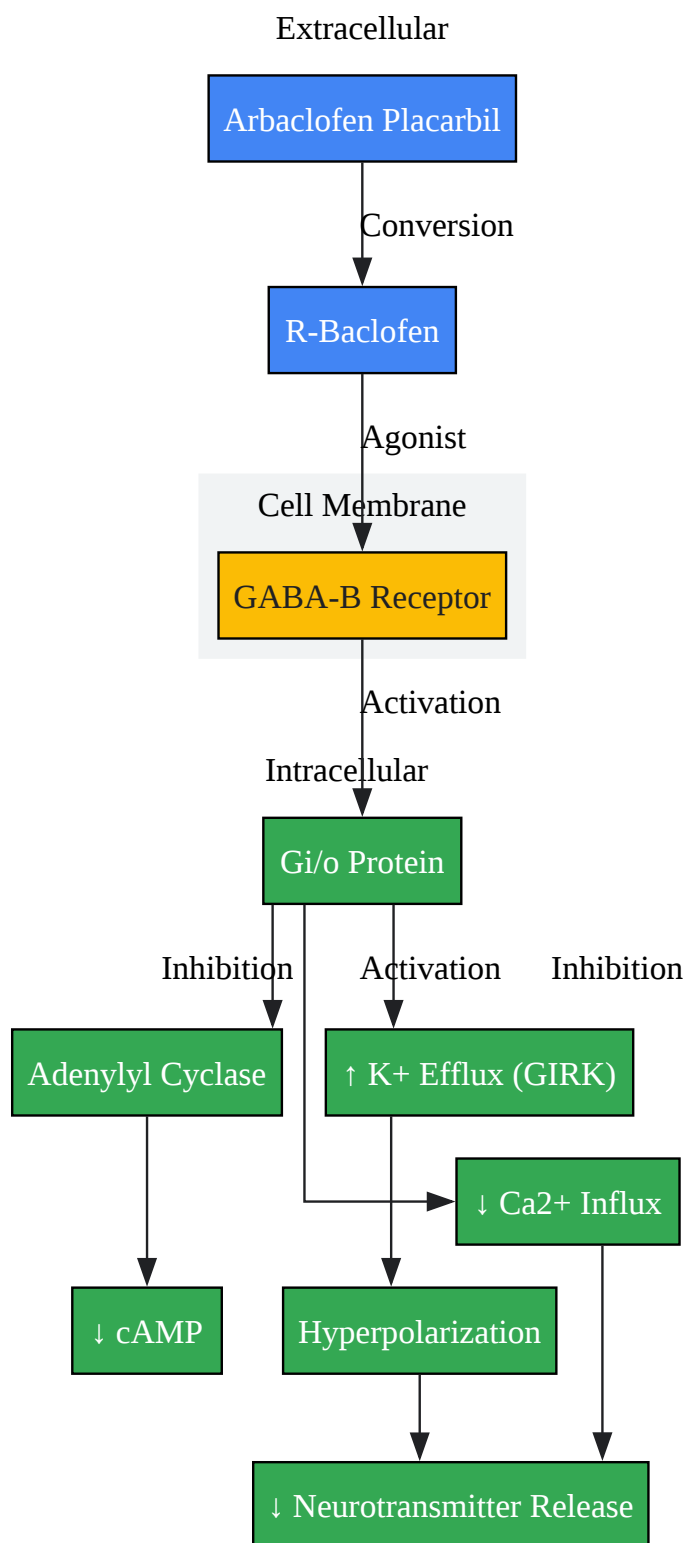 Extracellular
Arbaclofen Placarbil
Conversion
R-Baclofen
Agonist
Cell Membrane
GABA-B Receptor
Activation
Intracellular
Gi/o Protein
Inhibition
Activation
Inhibition
Adenylyl Cyclase
↑ K+ Efflux (GIRK)
↓ Ca2+ Influx
↓ cAMP
Hyperpolarization
↓ Neurotransmitter Release